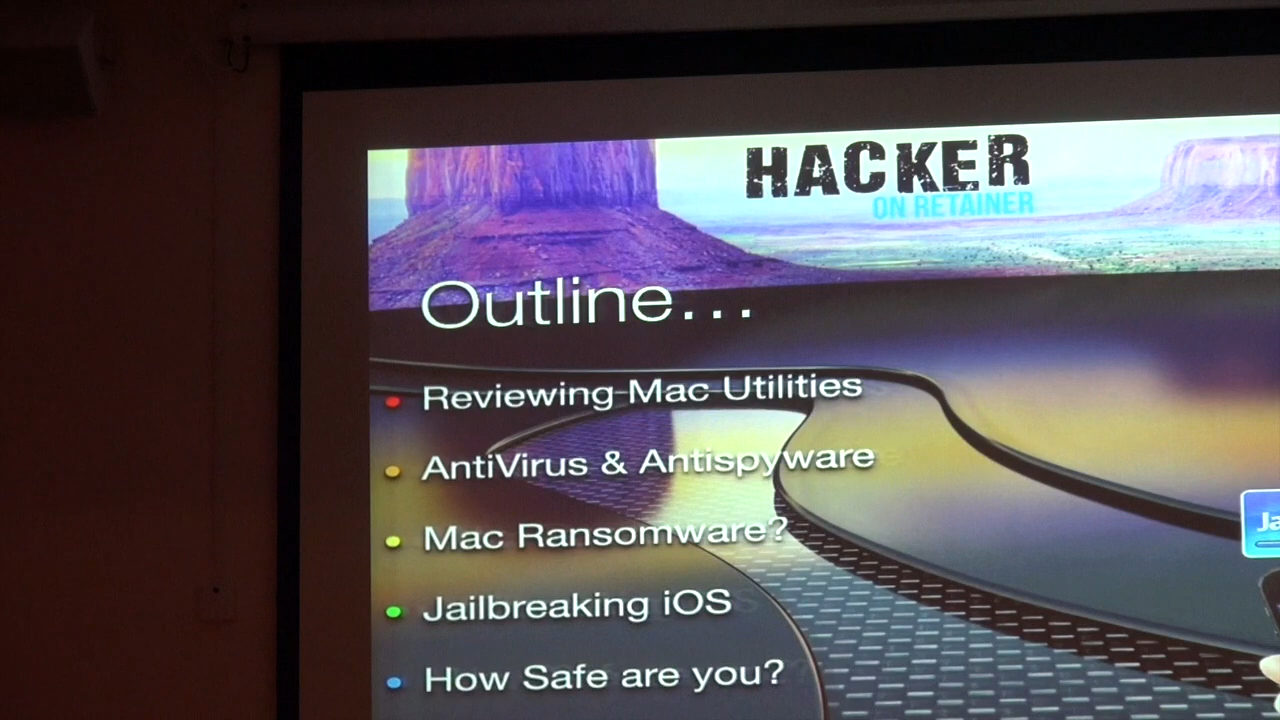 HACKER
ON RETAINER
Outline...
Reviewing Mac Utilities
AntiVirus & Antispyware
Mac Ransomware?
Jailbreaking iOS
How Safe are you?